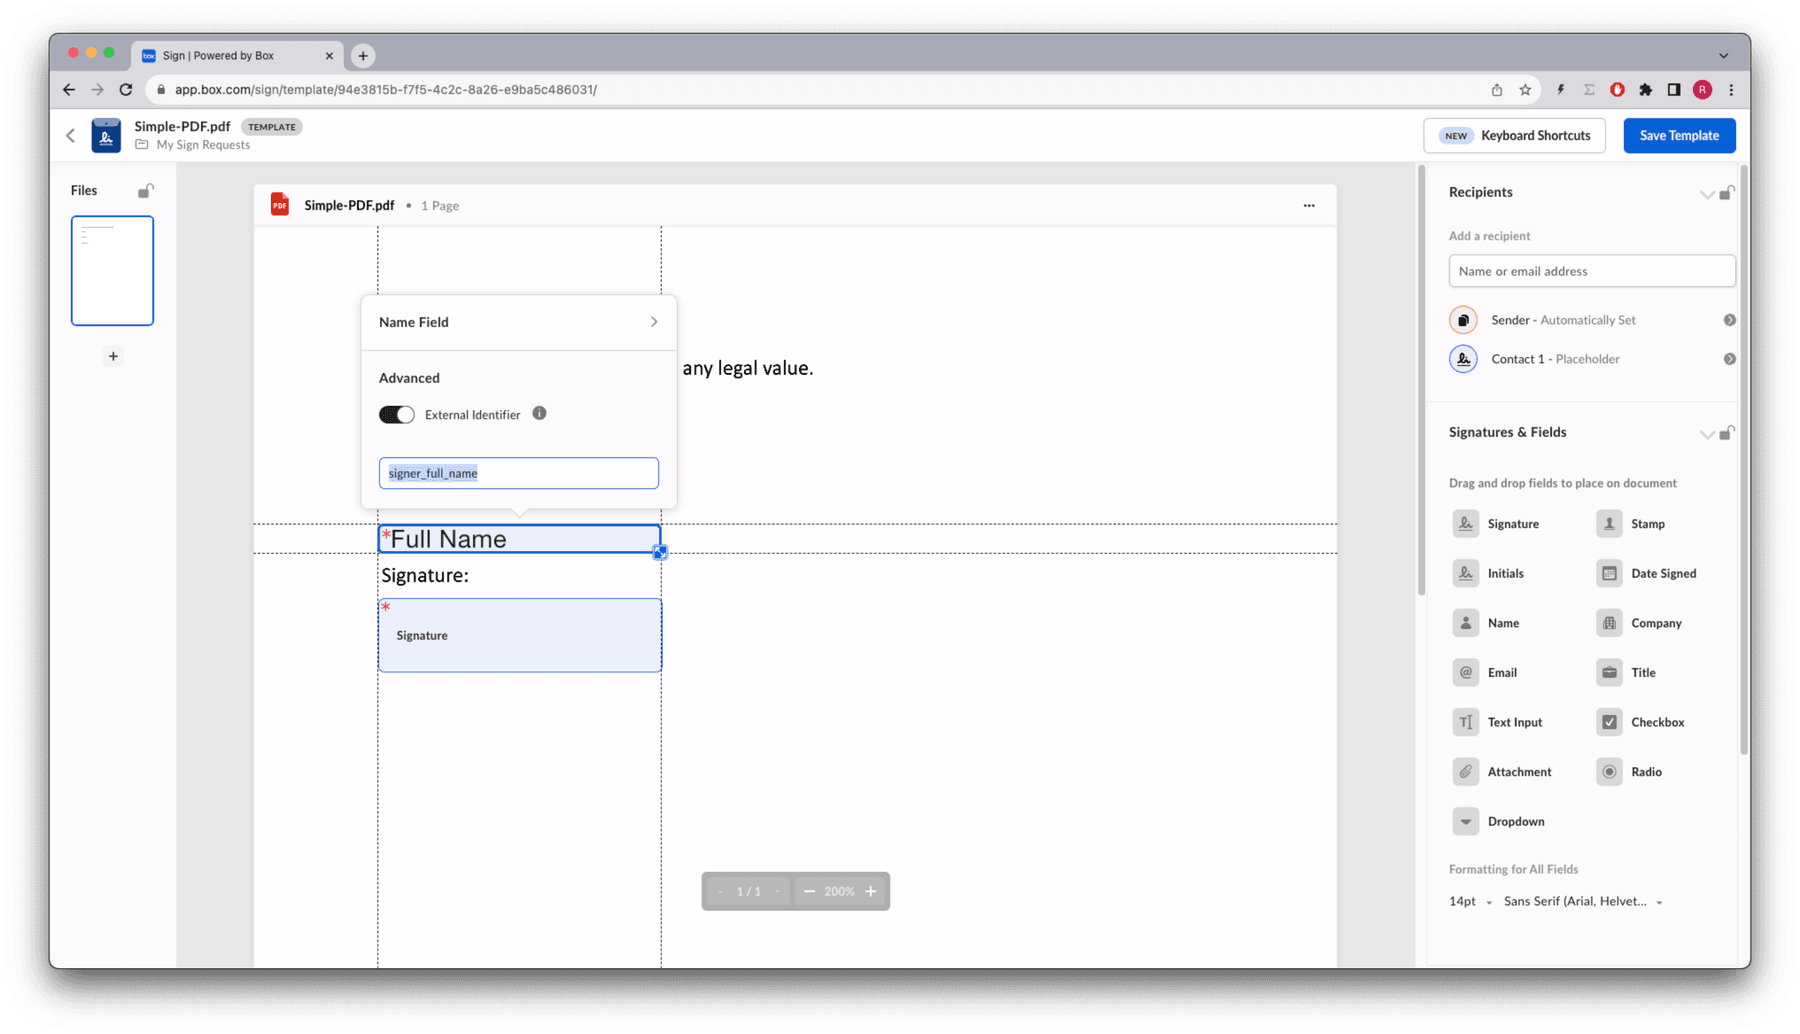 box
Sign | Powered by Box
app.box.com/sign/template/94e3815b-f7f5-4c2c-8a26-e9ba5c486031/
R
Simple-PDF.pdf TEMPLATE
My Sign Requests
NEW Keyboard Shortcuts
Save Template
Files
PDF Simple-PDF.pdf • 1 Page
Name Field
Advanced
External Identifier
signer_full_name
any legal value.
*Full Name
Signature:
*
Signature
- 1 / 1 - 200% +
Recipients
Add a recipient
Name or email address
Sender - Automatically Set
Contact 1 - Placeholder
Signatures & Fields
Drag and drop fields to place on document
Signature Stamp
Initials Date Signed
Name Company
Email Title
Text Input Checkbox
Attachment Radio
Dropdown
Formatting for All Fields
14pt Sans Serif (Arial, Helvet...